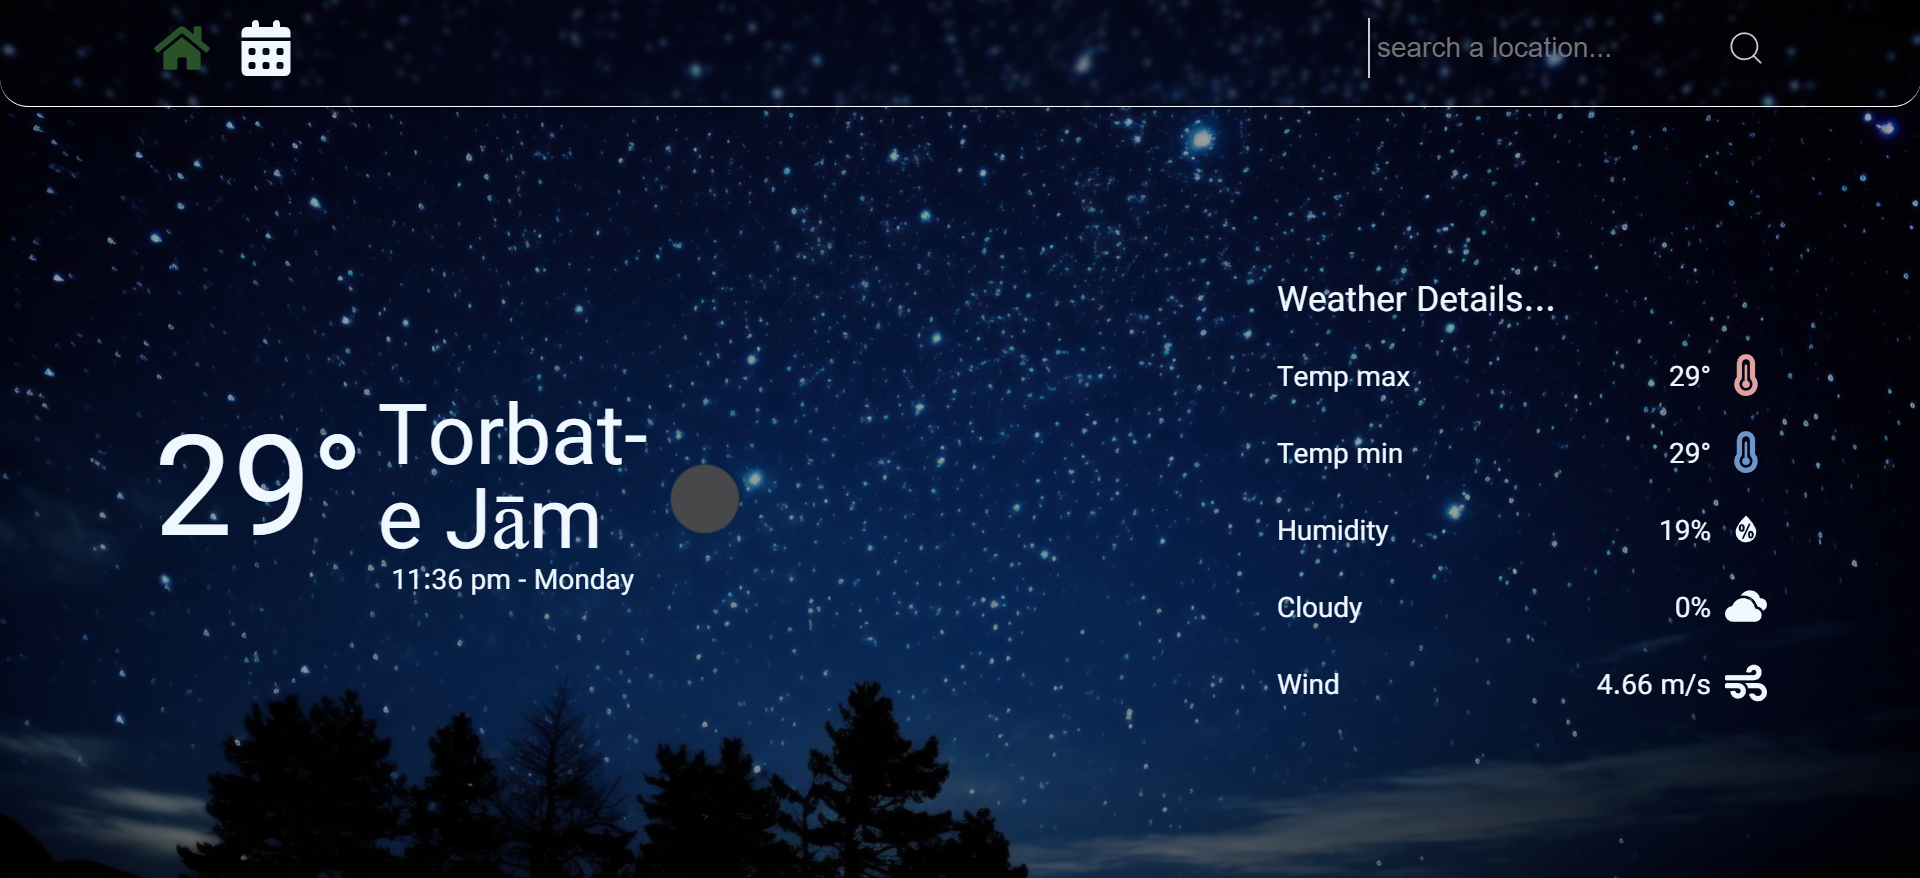 search a location...
29° Torbat-
e Jām
11:36 pm - Monday
Weather Details...
Temp max 29°
Temp min 29°
Humidity 19%
Cloudy 0%
Wind 4.66 m/s